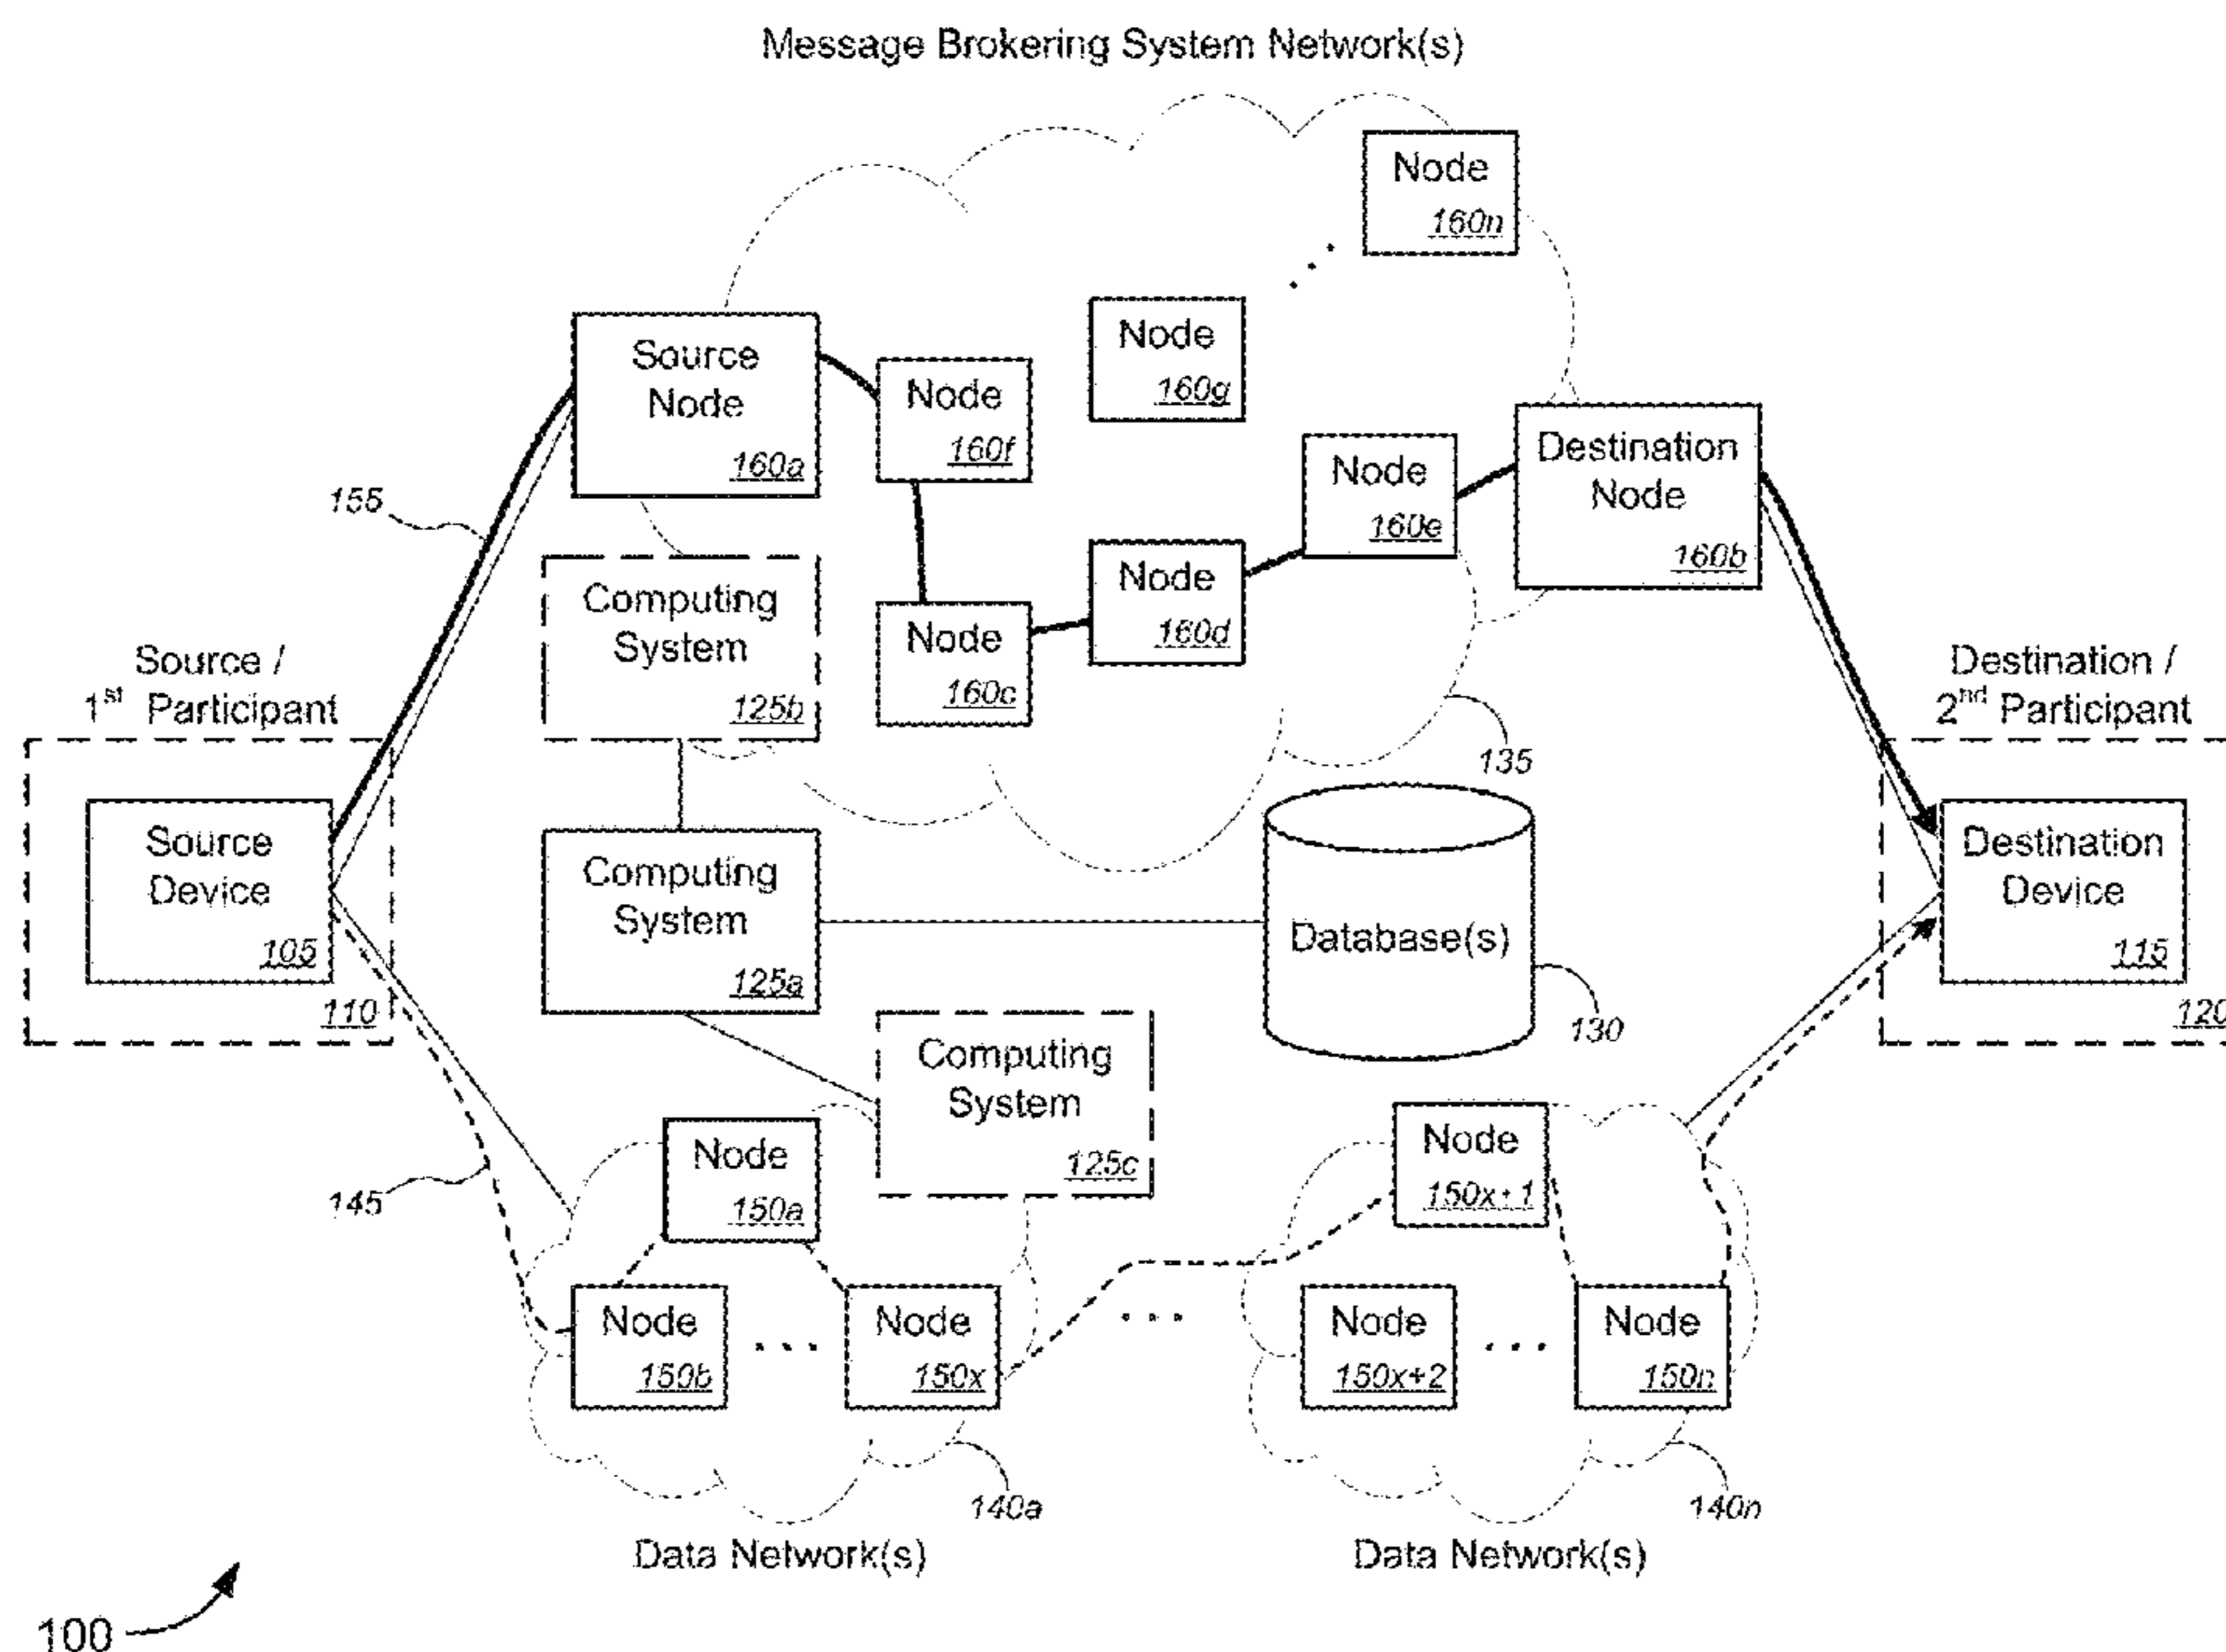 Message Brokering System Network(s)
Node
160n
Node
160g
Source
Node
160a
Node
160f
Destination
Node
160b
Node
160e
155
Computing
System
125b
Node
160c
Node
160d
Source /
1st Participant
Destination /
2nd Participant
135
Source
Device
105
110
Computing
System
125a
Database(s)
130
Destination
Device
115
120
Computing
System
125c
145
Node
150a
Node
150x+1
Node
150b
...
Node
150x
...
Node
150x+2
...
Node
150n
140a
140n
Data Network(s)
Data Network(s)
100